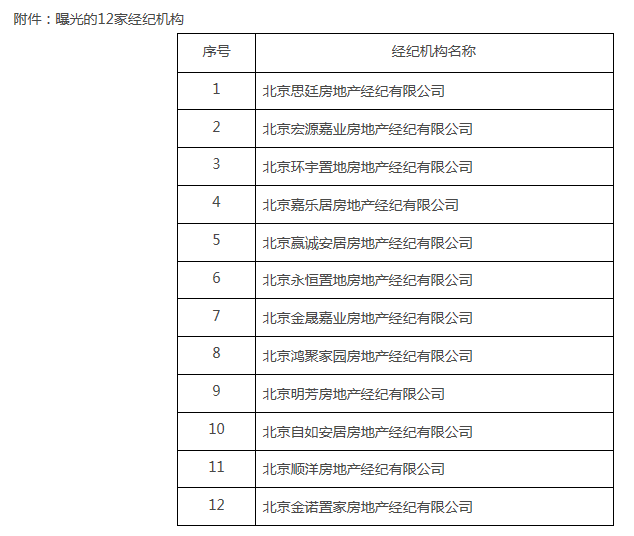 附件：曝光的12家经纪机构
序号 经纪机构名称
1 北京思廷房地产经纪有限公司
2 北京宏源嘉业房地产经纪有限公司
3 北京环宇置地房地产经纪有限公司
4 北京嘉乐居房地产经纪有限公司
5 北京赢诚安居房地产经纪有限公司
6 北京永恒置地房地产经纪有限公司
7 北京金晟嘉业房地产经纪有限公司
8 北京鸿聚家园房地产经纪有限公司
9 北京明芳房地产经纪有限公司
10 北京自如安居房地产经纪有限公司
11 北京顺洋房地产经纪有限公司
12 北京金诺置家房地产经纪有限公司